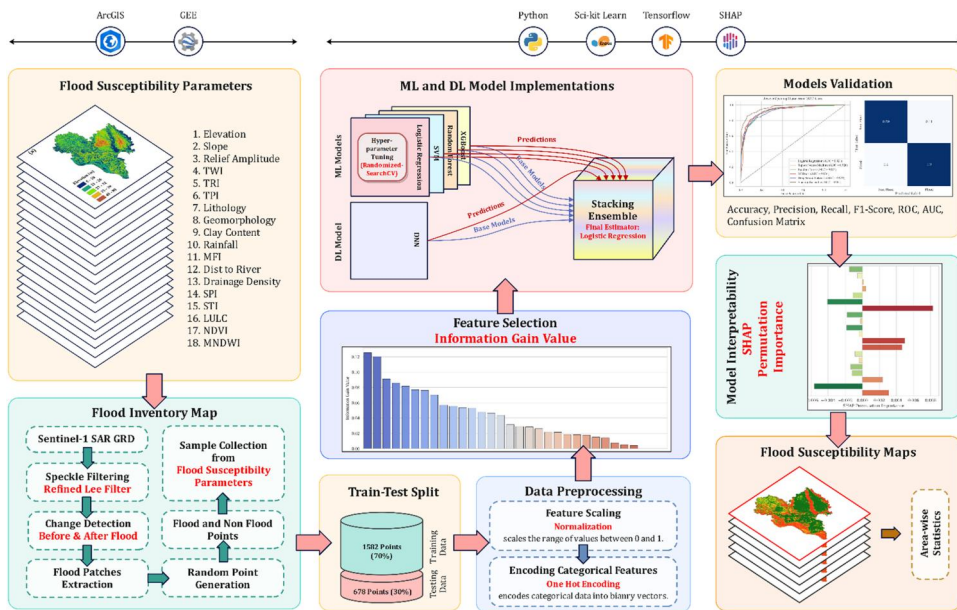 ArcGIS
GEE
Python
Sci-kit Learn
Tensorflow
SHAP
Flood Susceptibility Parameters
1. Elevation
2. Slope
3. Relief Amplitude
4. TWI
5. TRI
6. TPI
7. Lithology
8. Geomorphology
9. Clay Content
10. Rainfall
11. MFI
12. Dist to River
13. Drainage Density
14. SPI
15. STI
16. LULC
17. NDVI
18. MNDWI
Flood Inventory Map
Sentinel-1 SAR GRD
Speckle Filtering
Refined Lee Filter
Change Detection
Before & After Flood
Flood Patches
Extraction
Random Point
Generation
Flood and Non Flood
Points
Sample Collection
from
Flood Susceptibilty
Parameters
Train-Test Split
1582 Points
(70%)
Training
Data
678 Points (30%)
Testing
Data
Data Preprocessing
Feature Scaling
Normalization
scales the range of values between 0 and 1.
Encoding Categorical Features
One Hot Encoding
encodes categorical data into bianry vectors.
Feature Selection
Information Gain Value
Information Gain Value
ML and DL Model Implementations
ML Models
Hyper-
parameter
Tuning
(Randomized-
SearchCV)
Logistic Regression
SVM
Random Forest
XGBoost
Predictions
Base Models
DL Model
DNN
Predictions
Base Models
Stacking
Ensemble
Final Estimator:
Logistic Regression
Models Validation
Accuracy, Precision, Recall, F1-Score, ROC, AUC,
Confusion Matrix
Model Interpretability
SHAP
Permutation
Importance
Flood Susceptibility Maps
Area-wise
Statistics